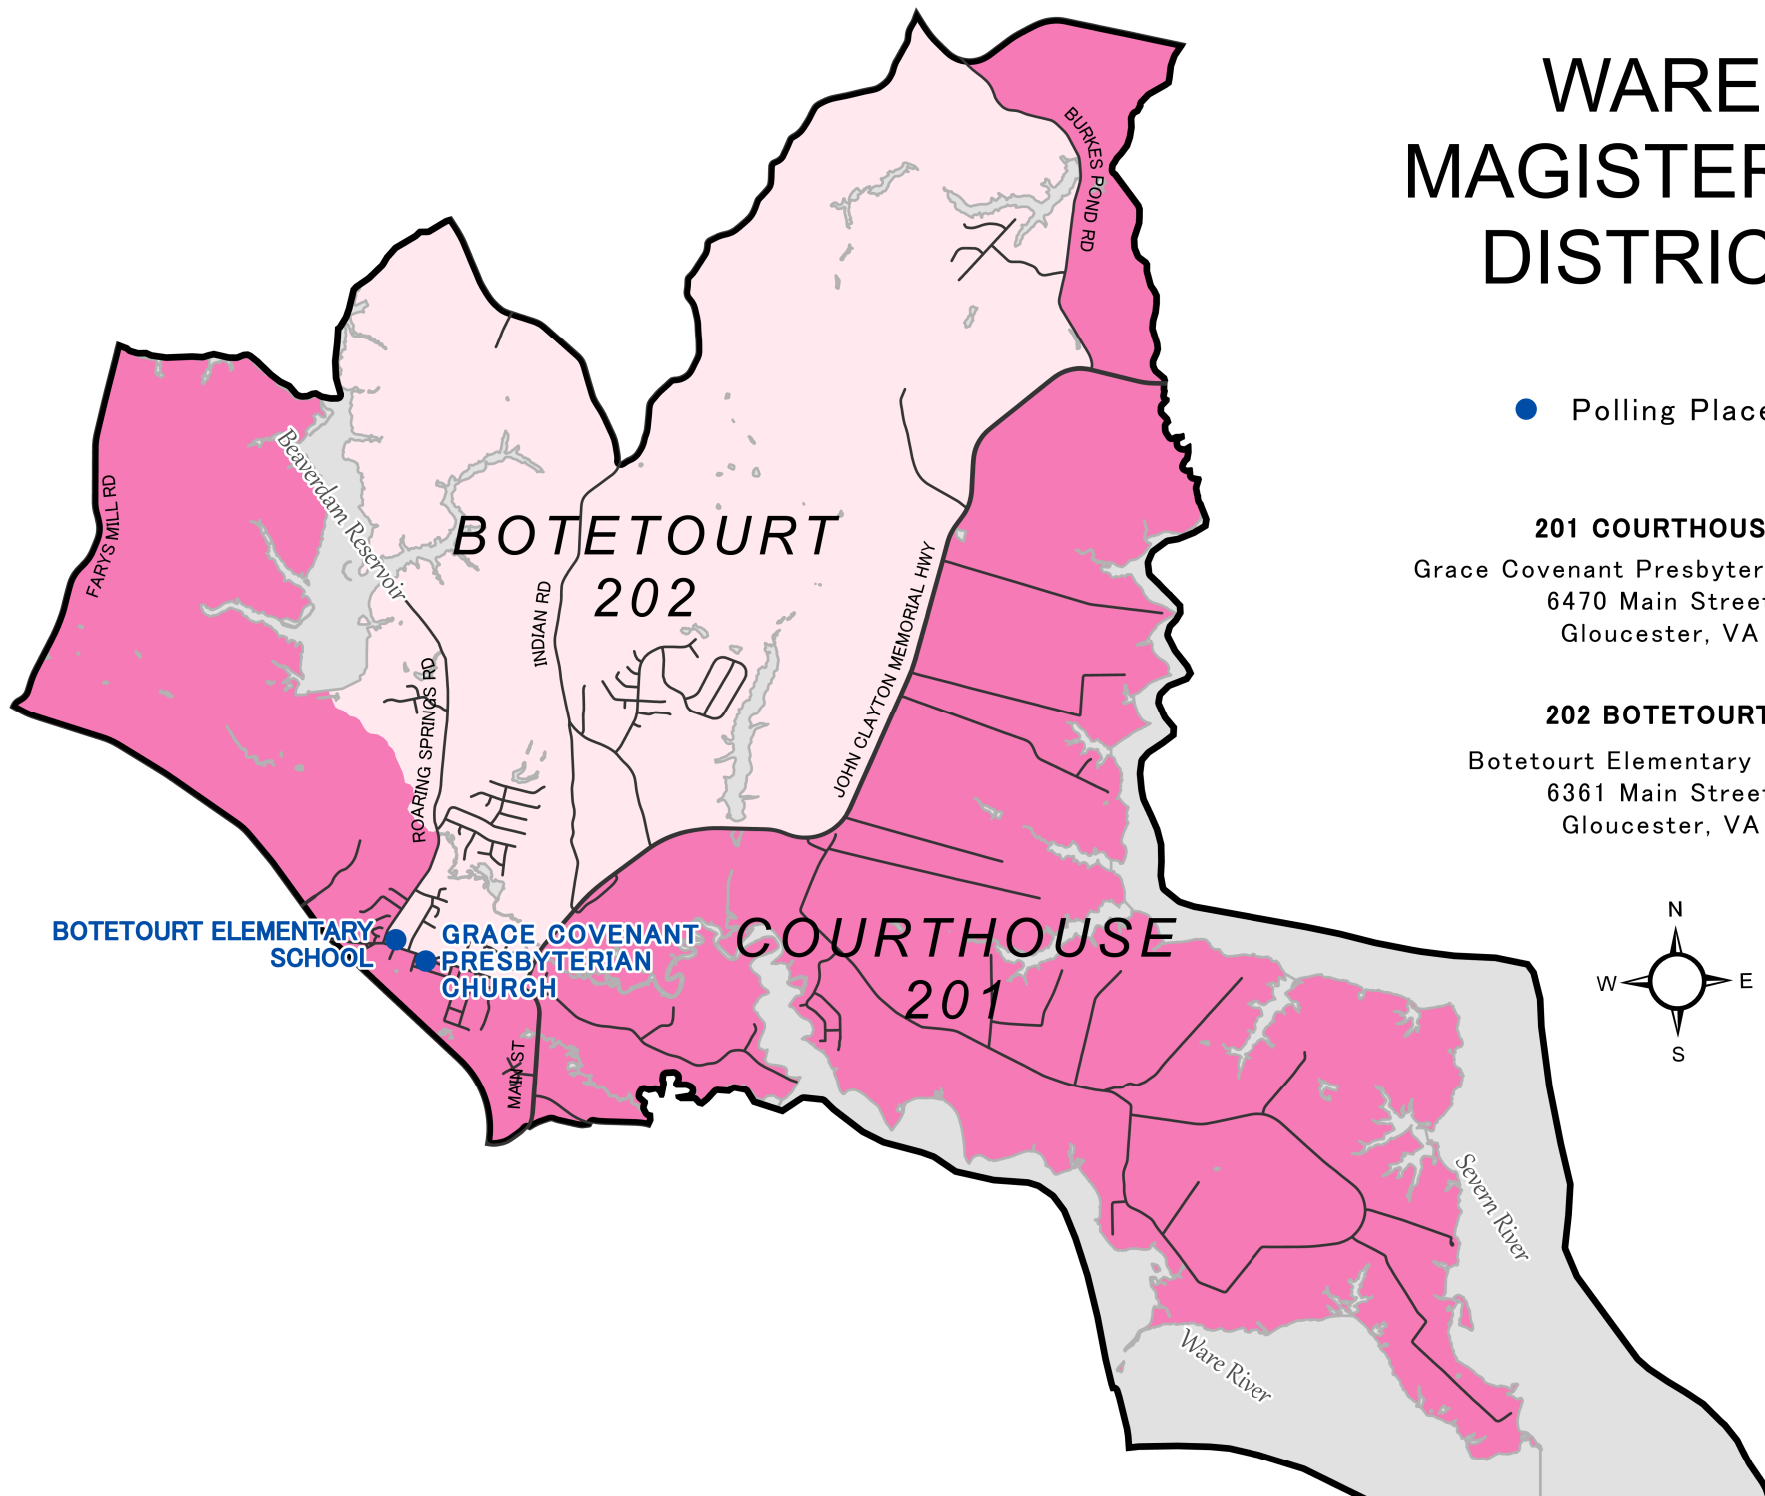 WARE
MAGISTER
DISTRIC
Polling Place
201 COURTHOUS
Grace Covenant Presbyter
6470 Main Street
Gloucester, VA
202 BOTETOURT
Botetourt Elementary
6361 Main Street
Gloucester, VA
N
W E
S
BURKES POND RD
FARYS MILL RD
Beaverdam Reservoir
BOTETOURT
202
INDIAN RD
JOHN CLAYTON MEMORIAL HWY
ROARING SPRINGS RD
BOTETOURT ELEMENTARY
SCHOOL
GRACE COVENANT
PRESBYTERIAN
CHURCH
COURTHOUSE
201
MAIN ST
Severn River
Ware River